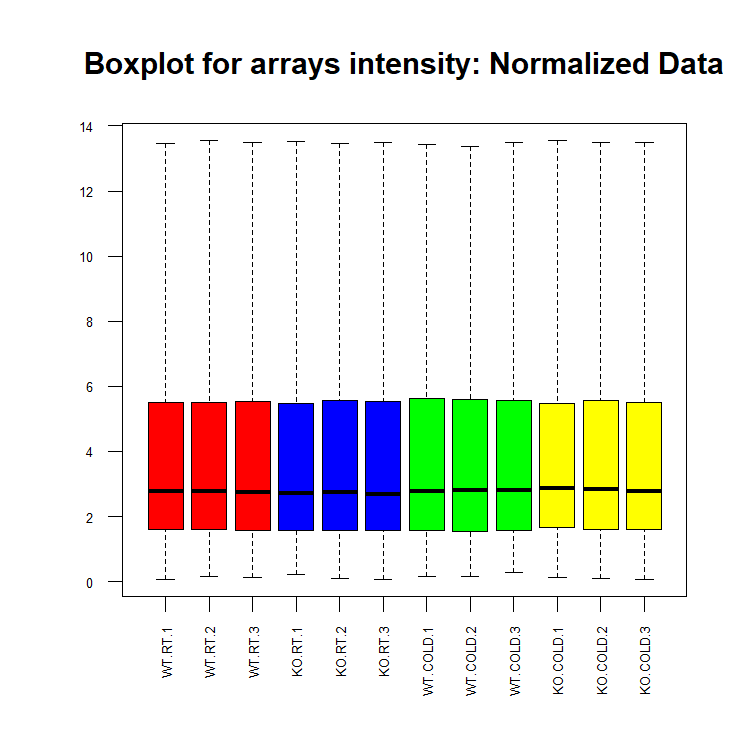 Boxplot for arrays intensity: Normalized Data
14
12
10
8
6
4
2
0
WT.RT.1
WT.RT.2
WT.RT.3
KO.RT.1
KO.RT.2
KO.RT.3
WT.COLD.1
WT.COLD.2
WT.COLD.3
KO.COLD.1
KO.COLD.2
KO.COLD.3